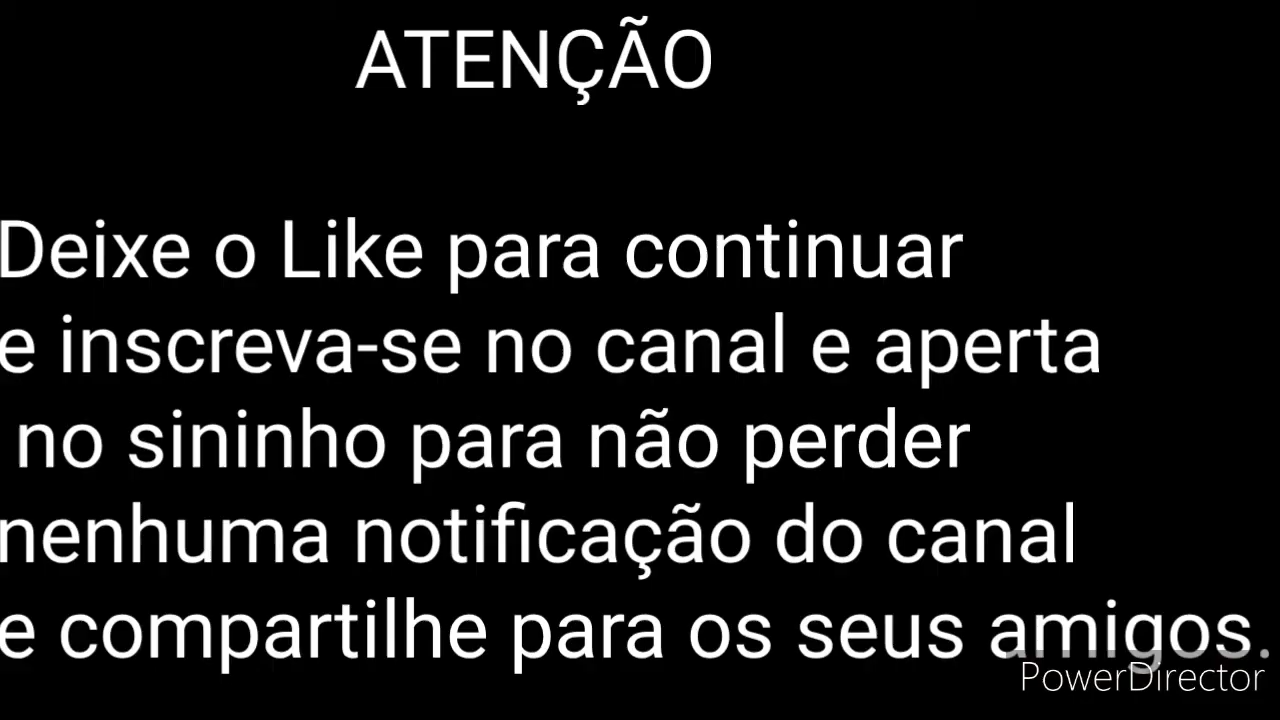 ATENÇÃO
Deixe o Like para continuar
e inscreva-se no canal e aperta
no sininho para não perder
nenhuma notificação do canal
e compartilhe para os seus amigos.
PowerDirector